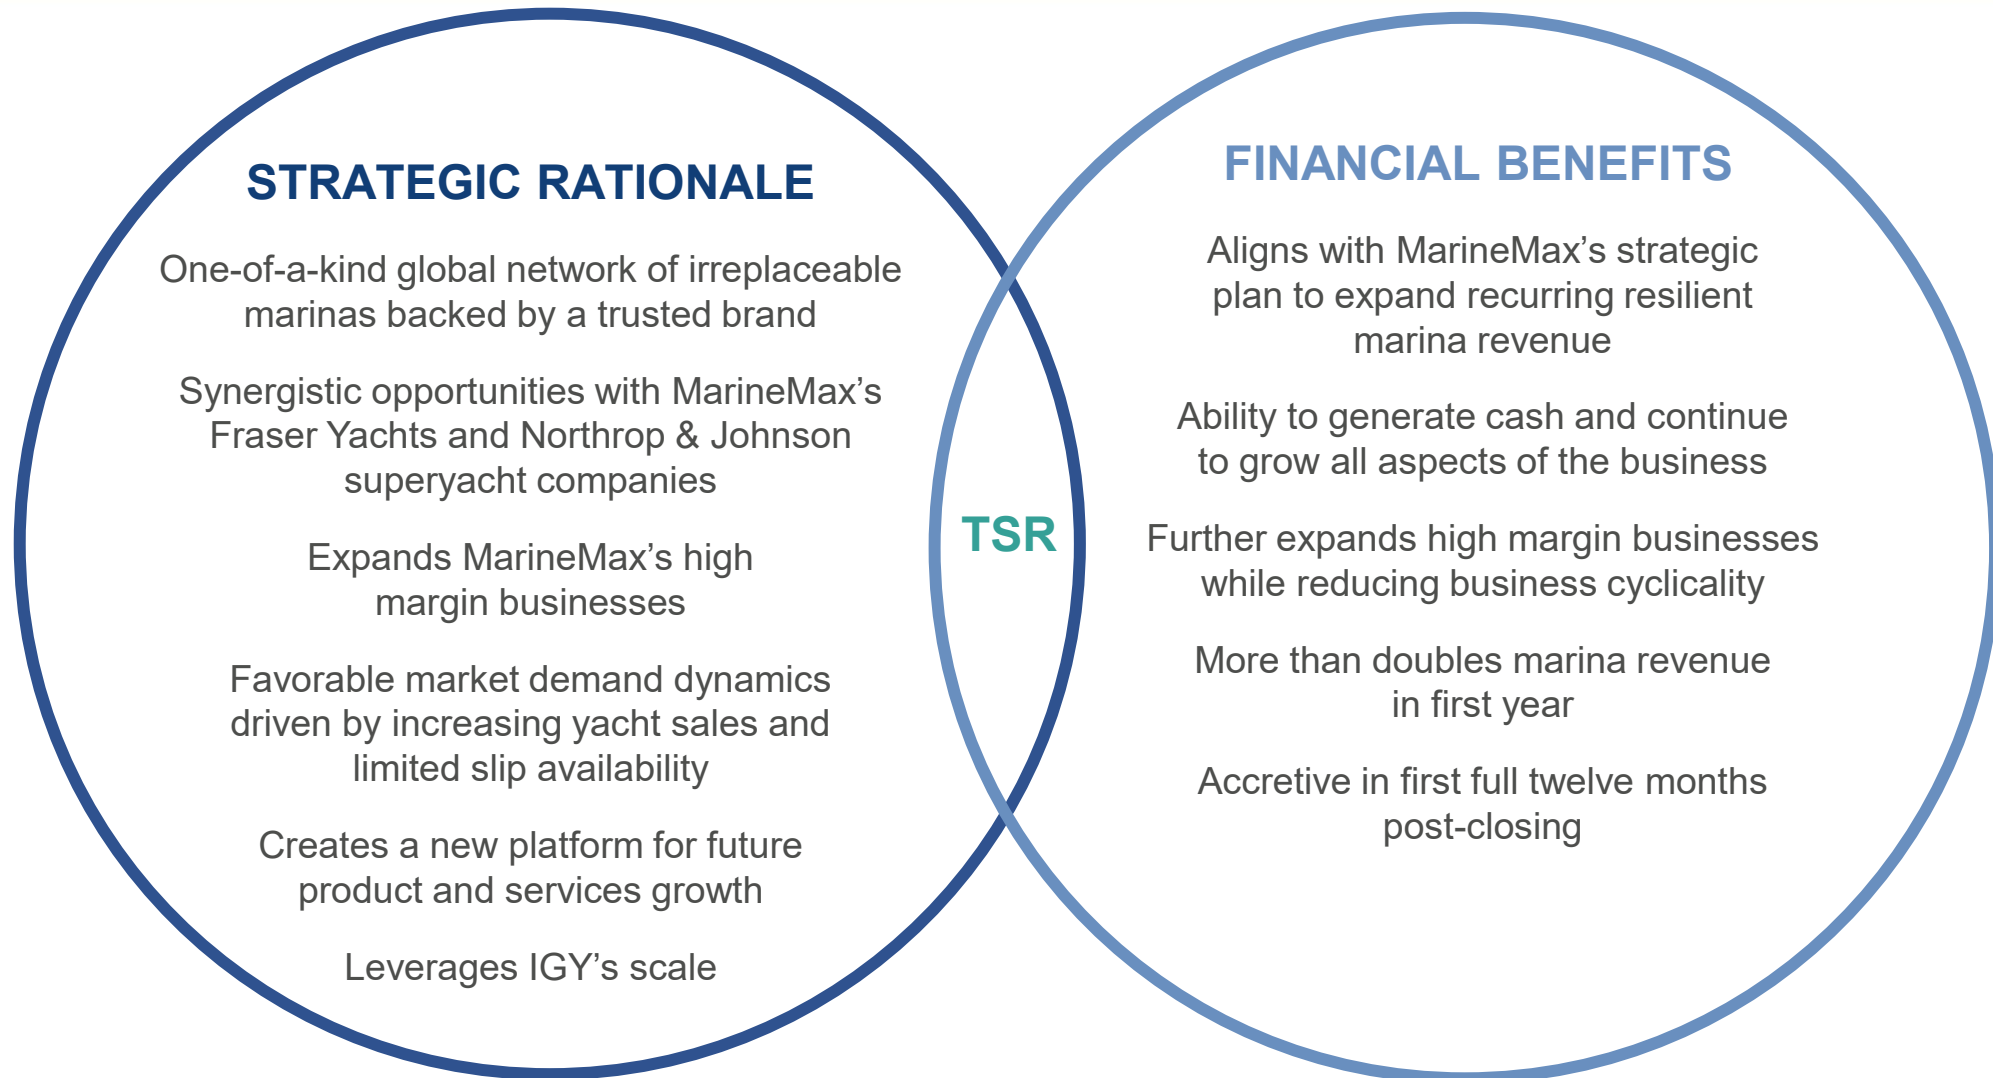 STRATEGIC RATIONALE
One-of-a-kind global network of irreplaceable
marinas backed by a trusted brand
Synergistic opportunities with MarineMax’s
Fraser Yachts and Northrop & Johnson
superyacht companies
Expands MarineMax’s high
margin businesses
Favorable market demand dynamics
driven by increasing yacht sales and
limited slip availability
Creates a new platform for future
product and services growth
Leverages IGY’s scale
TSR
FINANCIAL BENEFITS
Aligns with MarineMax’s strategic
plan to expand recurring resilient
marina revenue
Ability to generate cash and continue
to grow all aspects of the business
Further expands high margin businesses
while reducing business cyclicality
More than doubles marina revenue
in first year
Accretive in first full twelve months
post-closing